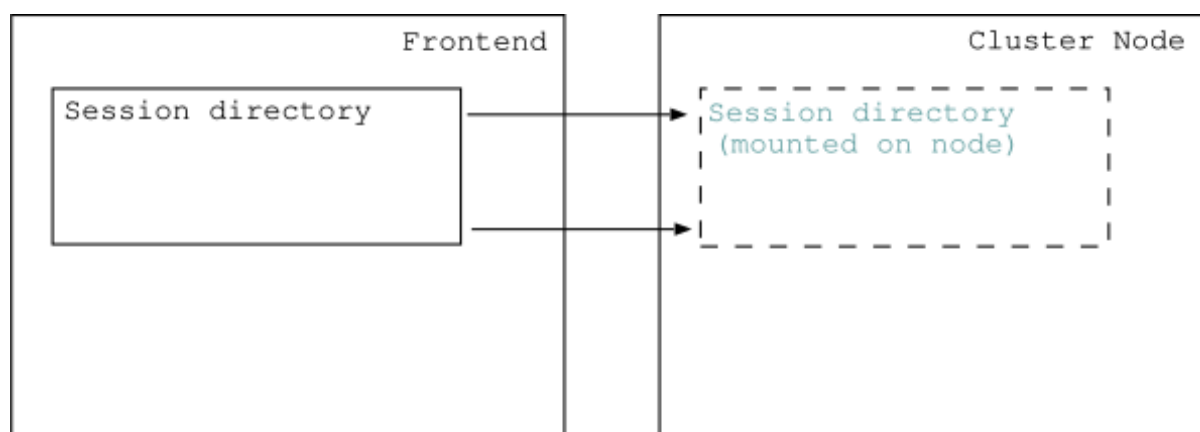 Frontend
Session directory
Cluster Node
Session directory
(mounted on node)